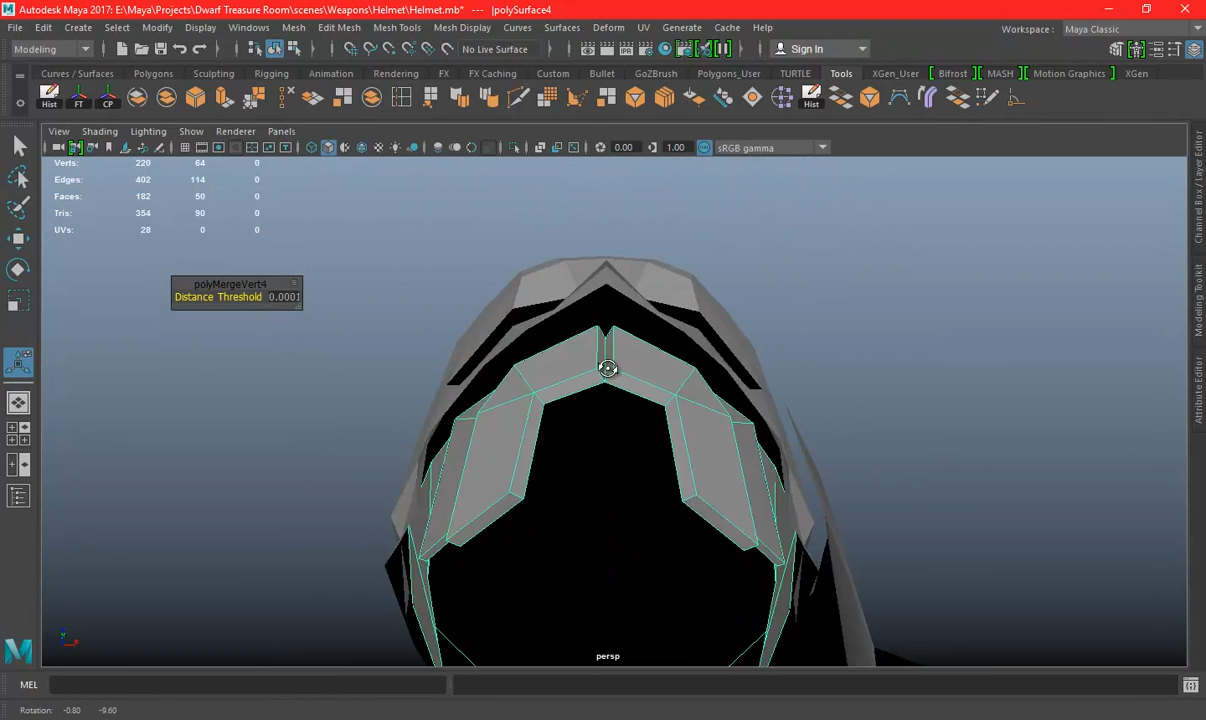 Autodesk Maya 2017: E:\Maya\Projects\Dwarf Treasure Room\scenes\Weapons\Helmet\Helmet.mb* --- |polySurface4
File Edit Create Select Modify Display Windows Mesh Edit Mesh Mesh Tools Mesh Display Curves Surfaces Deform UV Generate Cache Help Workspace : Maya Classic
Modeling No Live Surface Sign In
Curves / Surfaces Polygons Sculpting Rigging Animation Rendering FX FX Caching Custom Bullet GoZBrush Polygons_User TURTLE Tools XGen_User Bifrost MASH Motion Graphics XGen
Hist FT CP Hist
View Shading Lighting Show Renderer Panels
0.00 1.00 sRGB gamma
Verts: 220 64 0
Edges: 402 114 0
Faces: 182 50 0
Tris: 354 90 0
UVs: 28 0 0
polyMergeVert4
Distance Threshold 0.0001
Channel Box / Layer Editor
Modeling Toolkit
Attribute Editor
y
persp
MEL
Rotation: -0.80 -9.60